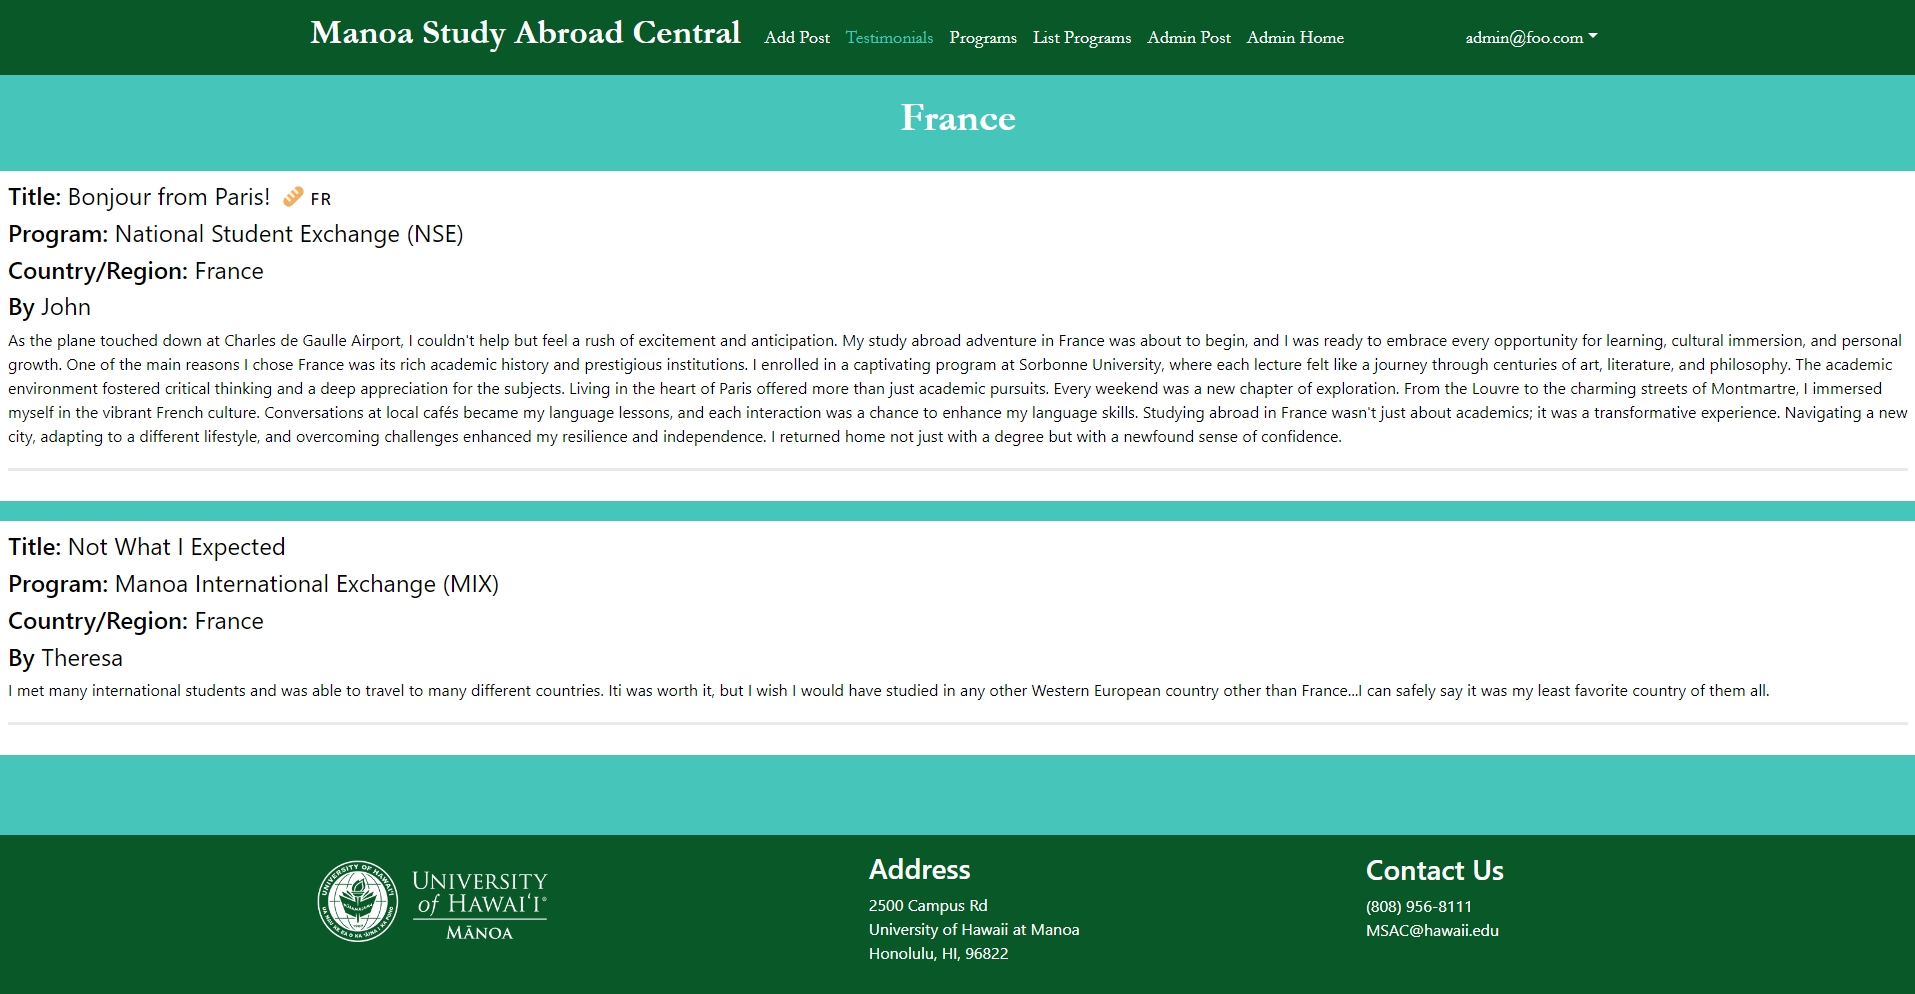 Manoa Study Abroad Central Add Post Testimonials Programs List Programs Admin Post Admin Home admin@foo.com
France
Title: Bonjour from Paris! 🥖 FR
Program: National Student Exchange (NSE)
Country/Region: France
By John
As the plane touched down at Charles de Gaulle Airport, I couldn't help but feel a rush of excitement and anticipation. My study abroad adventure in France was about to begin, and I was ready to embrace every opportunity for learning, cultural immersion, and personal
growth. One of the main reasons I chose France was its rich academic history and prestigious institutions. I enrolled in a captivating program at Sorbonne University, where each lecture felt like a journey through centuries of art, literature, and philosophy. The academic
environment fostered critical thinking and a deep appreciation for the subjects. Living in the heart of Paris offered more than just academic pursuits. Every weekend was a new chapter of exploration. From the Louvre to the charming streets of Montmartre, I immersed
myself in the vibrant French culture. Conversations at local cafés became my language lessons, and each interaction was a chance to enhance my language skills. Studying abroad in France wasn't just about academics; it was a transformative experience. Navigating a new
city, adapting to a different lifestyle, and overcoming challenges enhanced my resilience and independence. I returned home not just with a degree but with a newfound sense of confidence.
Title: Not What I Expected
Program: Manoa International Exchange (MIX)
Country/Region: France
By Theresa
I met many international students and was able to travel to many different countries. Iti was worth it, but I wish I would have studied in any other Western European country other than France...I can safely say it was my least favorite country of them all.
UNIVERSITY
of HAWAIʻI®
MĀNOA
Address
2500 Campus Rd
University of Hawaii at Manoa
Honolulu, HI, 96822
Contact Us
(808) 956-8111
MSAC@hawaii.edu